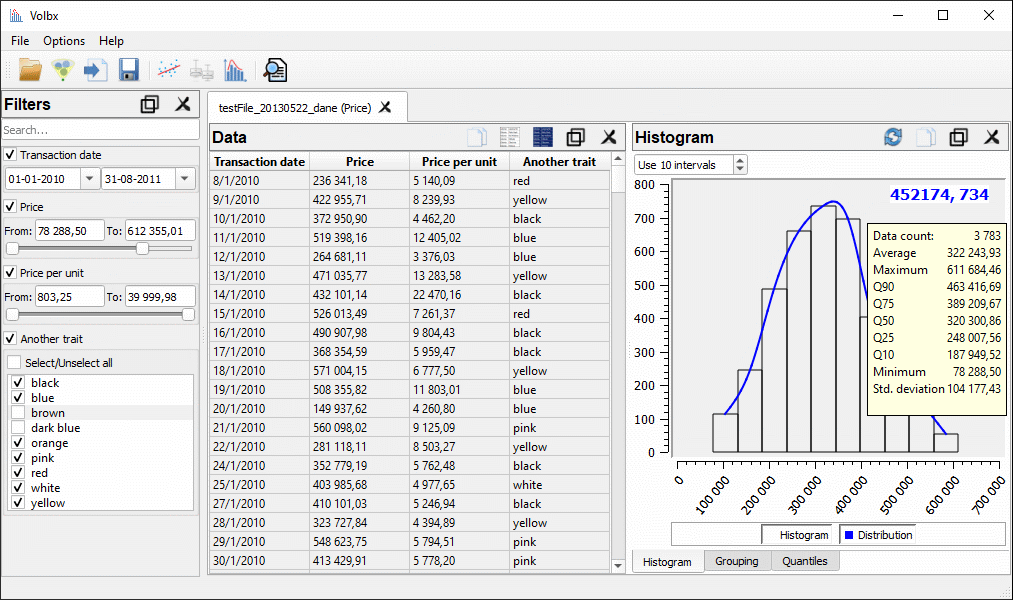 Volbx
File Options Help
Filters
Search...
Transaction date
01-01-2010 31-08-2011
Price
From: 78 288,50 To: 612 355,01
Price per unit
From: 803,25 To: 39 999,98
Another trait
Select/Unselect all
black
blue
brown
dark blue
orange
pink
red
white
yellow
testFile_20130522_dane (Price)
Data
Transaction date Price Price per unit Another trait
8/1/2010 236 341,18 5 140,09 red
9/1/2010 422 955,71 8 239,93 yellow
10/1/2010 372 950,90 4 462,20 black
11/1/2010 519 398,16 12 405,02 blue
12/1/2010 264 681,11 3 376,03 blue
13/1/2010 471 035,77 13 283,58 yellow
14/1/2010 432 101,14 22 470,16 black
15/1/2010 526 013,49 7 261,37 red
16/1/2010 490 907,98 9 804,43 black
17/1/2010 368 354,59 5 959,47 black
18/1/2010 571 004,15 6 777,50 yellow
19/1/2010 508 355,82 11 803,01 blue
20/1/2010 149 937,62 4 260,80 blue
21/1/2010 560 098,02 9 125,09 pink
22/1/2010 281 118,11 8 503,27 yellow
24/1/2010 352 779,19 5 762,48 black
25/1/2010 403 985,68 4 977,65 white
27/1/2010 410 101,03 5 246,94 black
28/1/2010 323 727,84 4 394,89 yellow
29/1/2010 548 623,75 5 794,51 pink
30/1/2010 413 429,91 5 778,20 pink
Histogram
Use 10 intervals
452174, 734
Data count: 3 783
Average 322 243,93
Maximum 611 684,46
Q90 463 416,69
Q75 389 209,67
Q50 320 300,86
Q25 248 007,56
Q10 187 949,52
Minimum 78 288,50
Std. deviation 104 177,43
800
700
600
500
400
300
200
100
0
0 100 000 200 000 300 000 400 000 500 000 600 000 700 000
Histogram Distribution
Histogram Grouping Quantiles